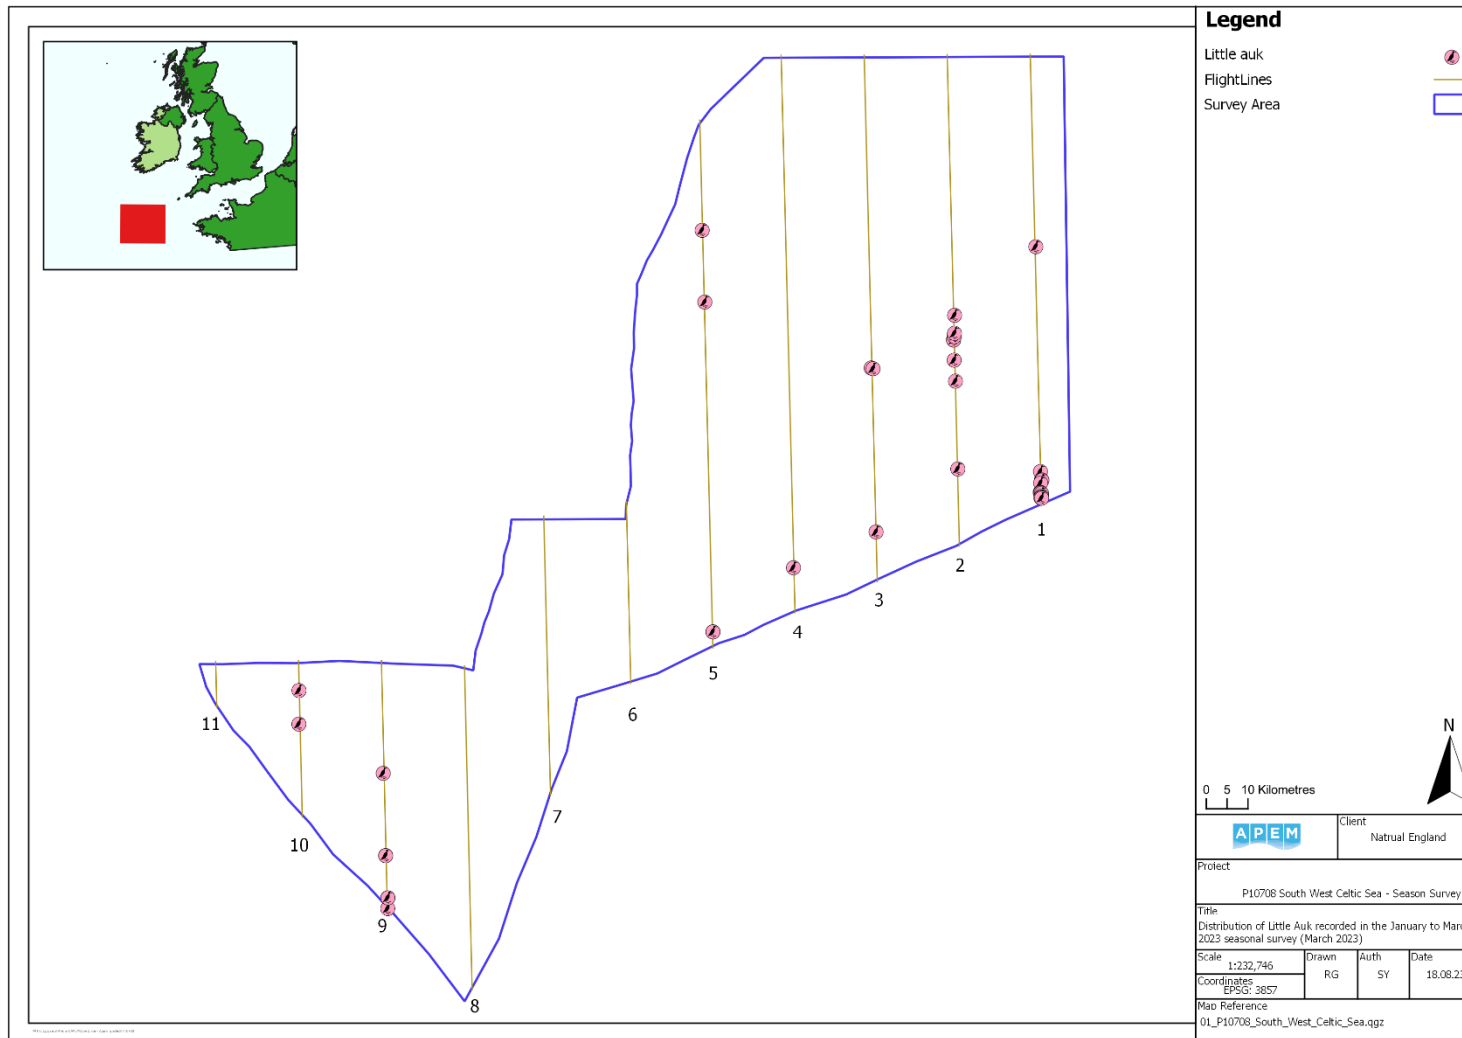 Legend
Little auk
FlightLines
Survey Area
1
2
3
4
5
6
7
8
9
10
11
N
0 5 10 Kilometres
APEM
Client
Natrual England
Project
P10708 South West Celtic Sea - Season Survey
Title
Distribution of Little Auk recorded in the January to Mar
2023 seasonal survey (March 2023)
Scale
1:232,746
Drawn
RG
Auth
SY
Date
18.08.2
Coordinates
EPSG: 3857
Map Reference
01_P10708_South_West_Celtic_Sea.qgz